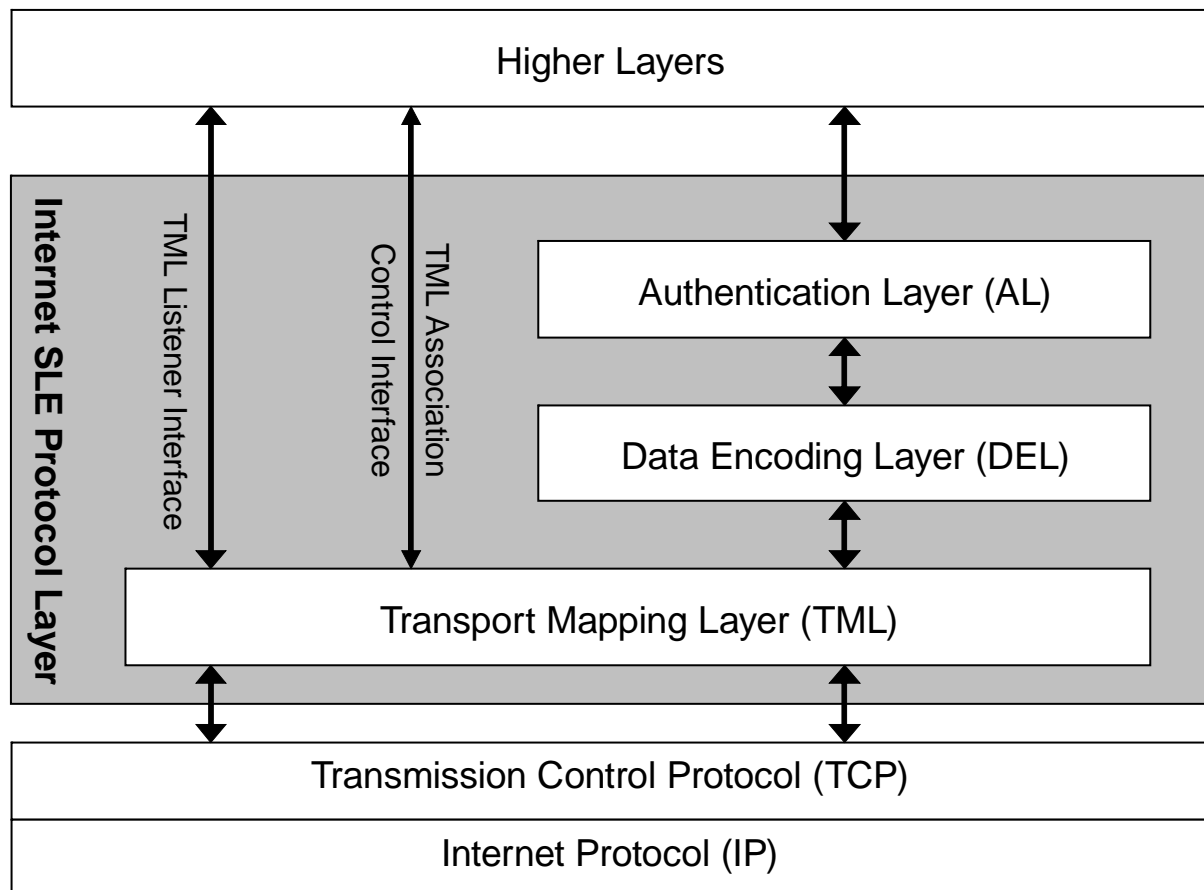 Higher Layers
Internet SLE Protocol Layer
TML Listener Interface
TML Association
Control Interface
Authentication Layer (AL)
Data Encoding Layer (DEL)
Transport Mapping Layer (TML)
Transmission Control Protocol (TCP)
Internet Protocol (IP)